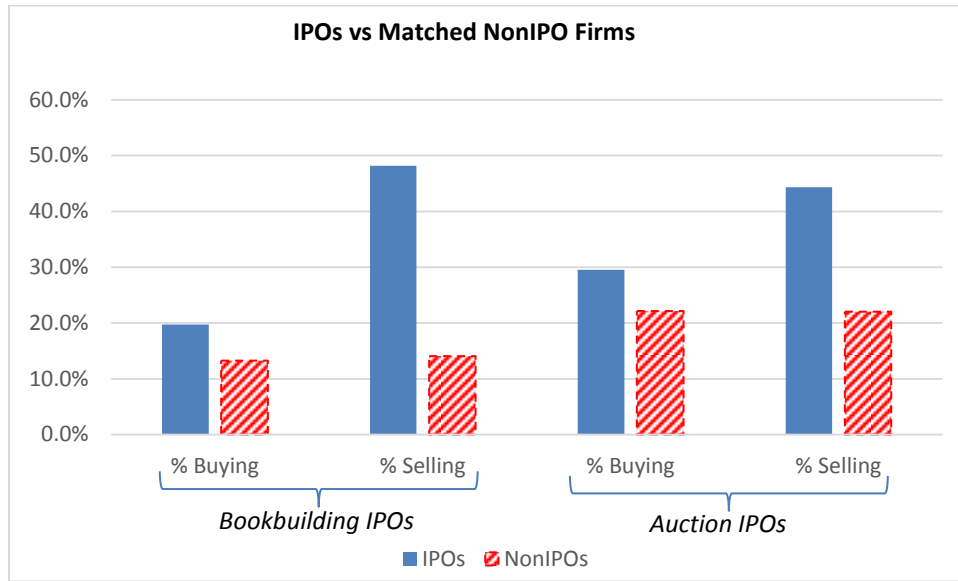 IPOs vs Matched NonIPO Firms
60.0%
50.0%
40.0%
30.0%
20.0%
10.0%
0.0%
% Buying % Selling % Buying % Selling
Bookbuilding IPOs Auction IPOs
IPOs NonIPOs